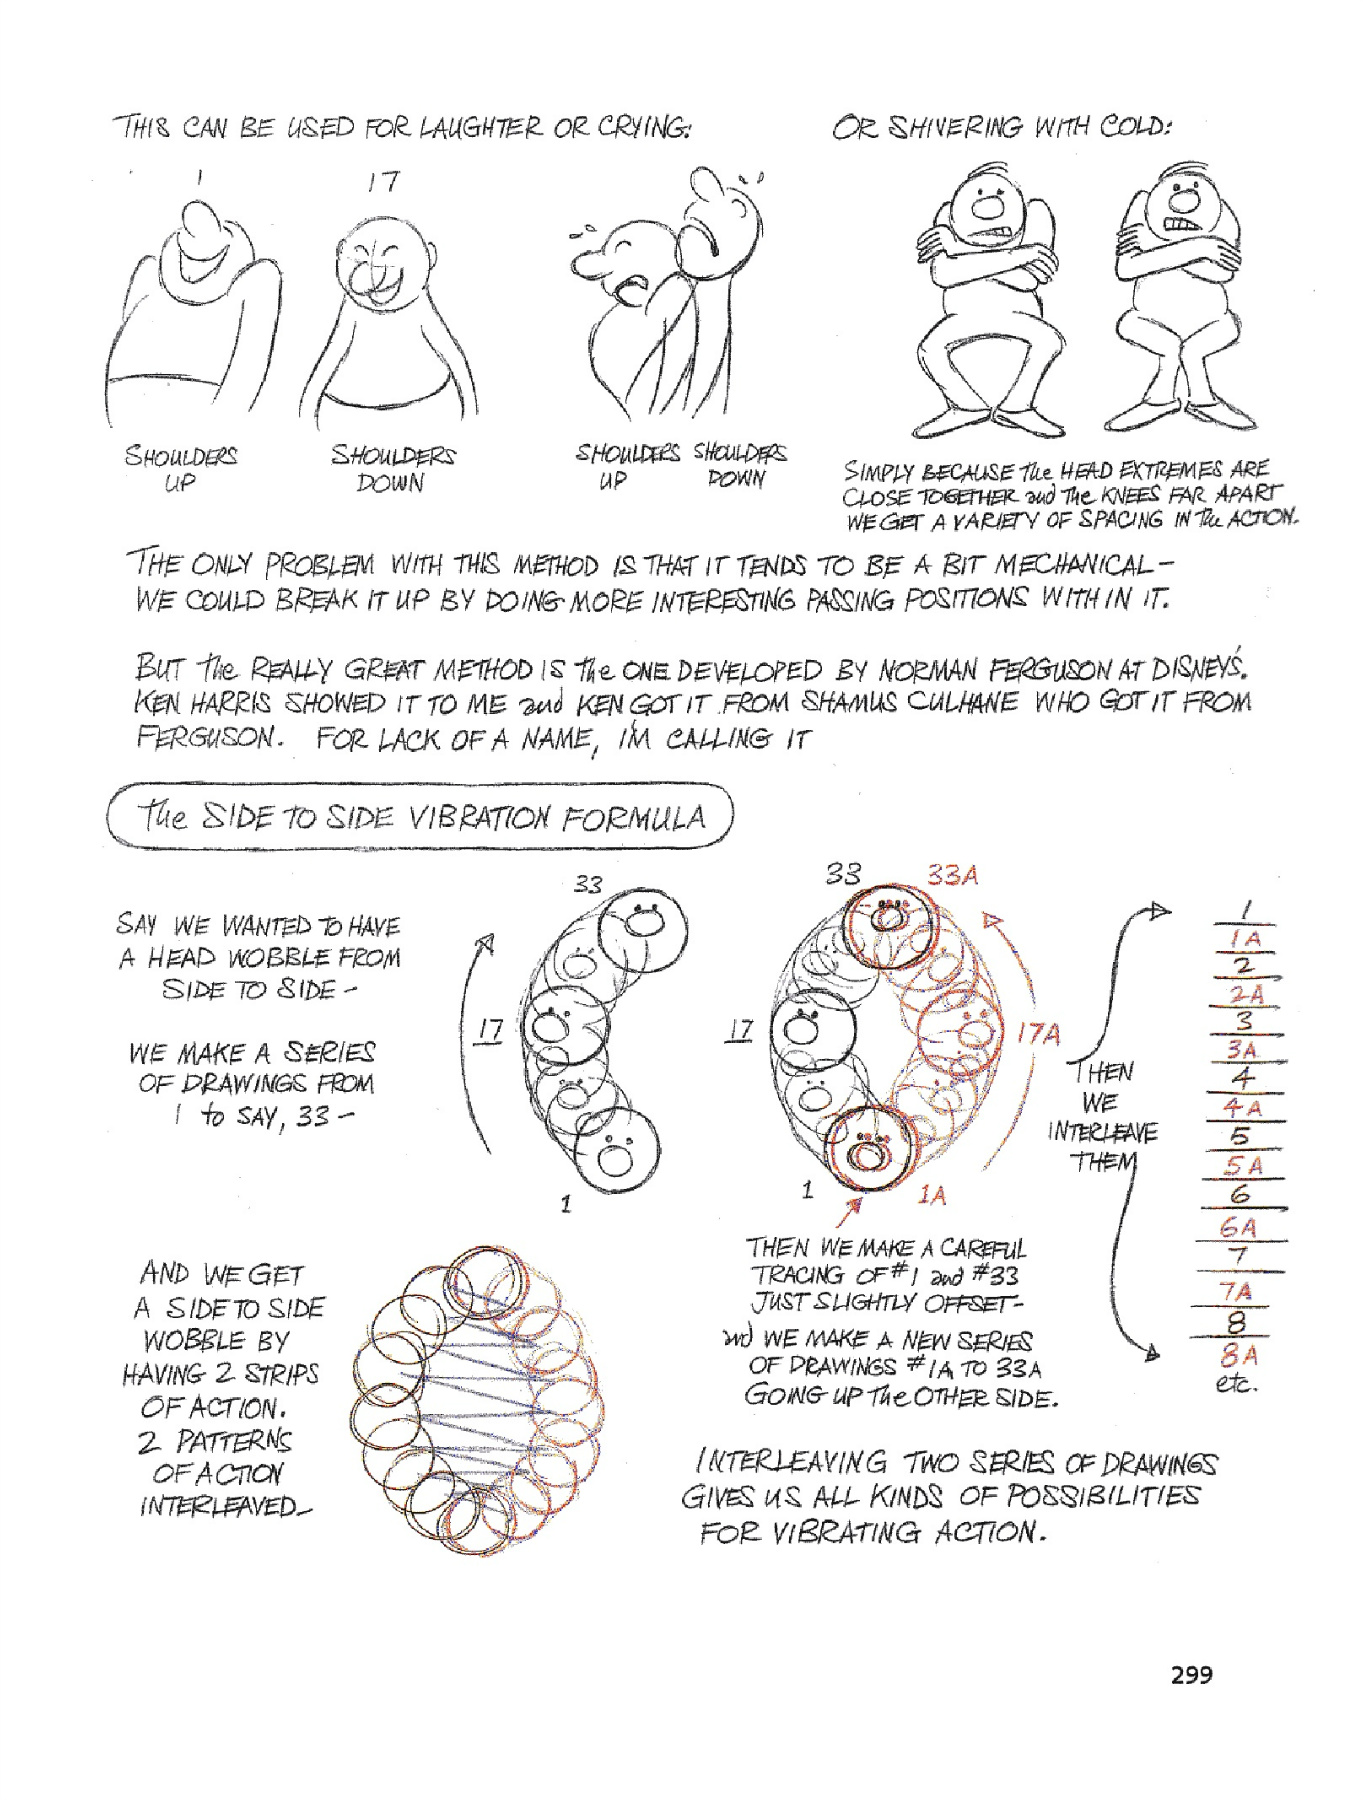 THIS CAN BE USED FOR LAUGHTER OR CRYING:
1
17
SHOULDERS
UP
SHOULDERS
DOWN
SHOULDERS
UP
SHOULDERS
DOWN
OR SHIVERING WITH COLD:
SIMPLY BECAUSE The HEAD EXTREMES ARE
CLOSE TOGETHER and The KNEES FAR APART
WE GET A VARIETY OF SPACING IN The ACTION.
THE ONLY PROBLEM WITH THIS METHOD IS THAT IT TENDS TO BE A BIT MECHANICAL –
WE COULD BREAK IT UP BY DOING MORE INTERESTING PASSING POSITIONS WITHIN IT.
BUT The REALLY GREAT METHOD IS The ONE DEVELOPED BY NORMAN FERGUSON AT DISNEY'S.
KEN HARRIS SHOWED IT TO ME and KEN GOT IT FROM SHAMUS CULHANE WHO GOT IT FROM
FERGUSON. FOR LACK OF A NAME, I'M CALLING IT
The SIDE TO SIDE VIBRATION FORMULA
SAY WE WANTED TO HAVE
A HEAD WOBBLE FROM
SIDE TO SIDE –
WE MAKE A SERIES
OF DRAWINGS FROM
1 to SAY, 33 –
33
17
1
33
33A
17
17A
1
1A
THEN
WE
INTERLEAVE
THEM
1
1A
2
2A
3
3A
4
4A
5
5A
6
6A
7
7A
8
8A
etc.
THEN WE MAKE A CAREFUL
TRACING OF #1 and #33
JUST SLIGHTLY OFFSET –
and WE MAKE A NEW SERIES
OF DRAWINGS #1A TO 33A
GOING UP The OTHER SIDE.
AND WE GET
A SIDE TO SIDE
WOBBLE BY
HAVING 2 STRIPS
OF ACTION.
2 PATTERNS
OF ACTION
INTERLEAVED –
INTERLEAVING TWO SERIES OF DRAWINGS
GIVES US ALL KINDS OF POSSIBILITIES
FOR VIBRATING ACTION.
299